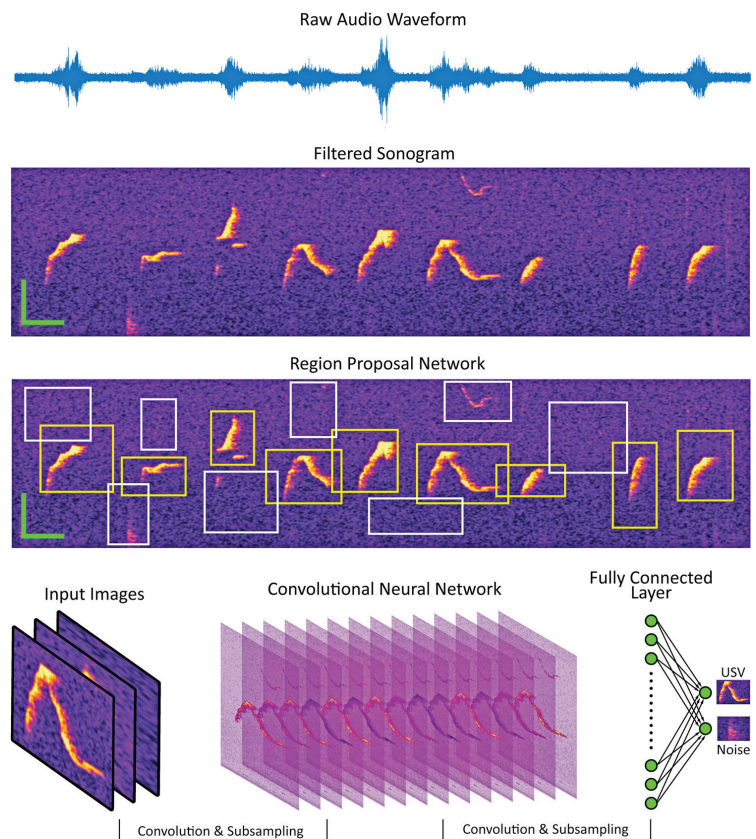 Raw Audio Waveform
Filtered Sonogram
Region Proposal Network
Input Images
Convolutional Neural Network
Fully Connected
Layer
USV
Noise
Convolution & Subsampling
Convolution & Subsampling